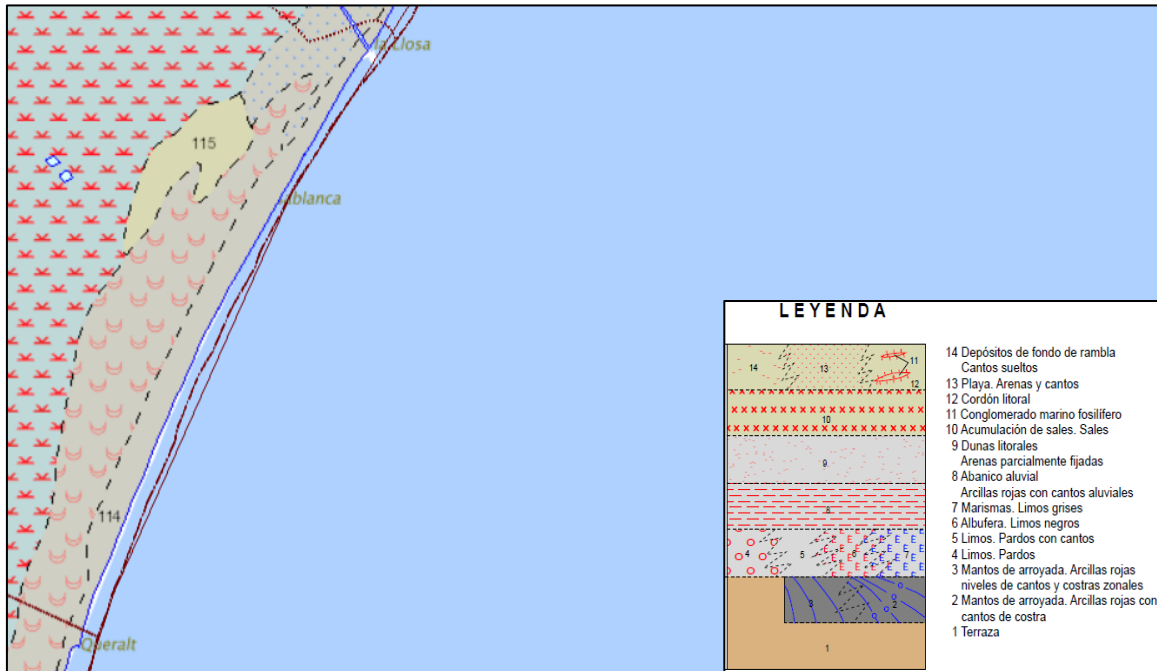 la Llosa
115
ablanca
114
Queralt
LEYENDA
14
13
11
12
10
9
8
4
5
6
7
3
2
1
14 Depósitos de fondo de rambla
Cantos sueltos
13 Playa. Arenas y cantos
12 Cordón litoral
11 Conglomerado marino fosilífero
10 Acumulación de sales. Sales
9 Dunas litorales
Arenas parcialmente fijadas
8 Abanico aluvial
Arcillas rojas con cantos aluviales
7 Marismas. Limos grises
6 Albufera. Limos negros
5 Limos. Pardos con cantos
4 Limos. Pardos
3 Mantos de arroyada. Arcillas rojas
niveles de cantos y costras zonales
2 Mantos de arroyada. Arcillas rojas con
cantos de costra
1 Terraza